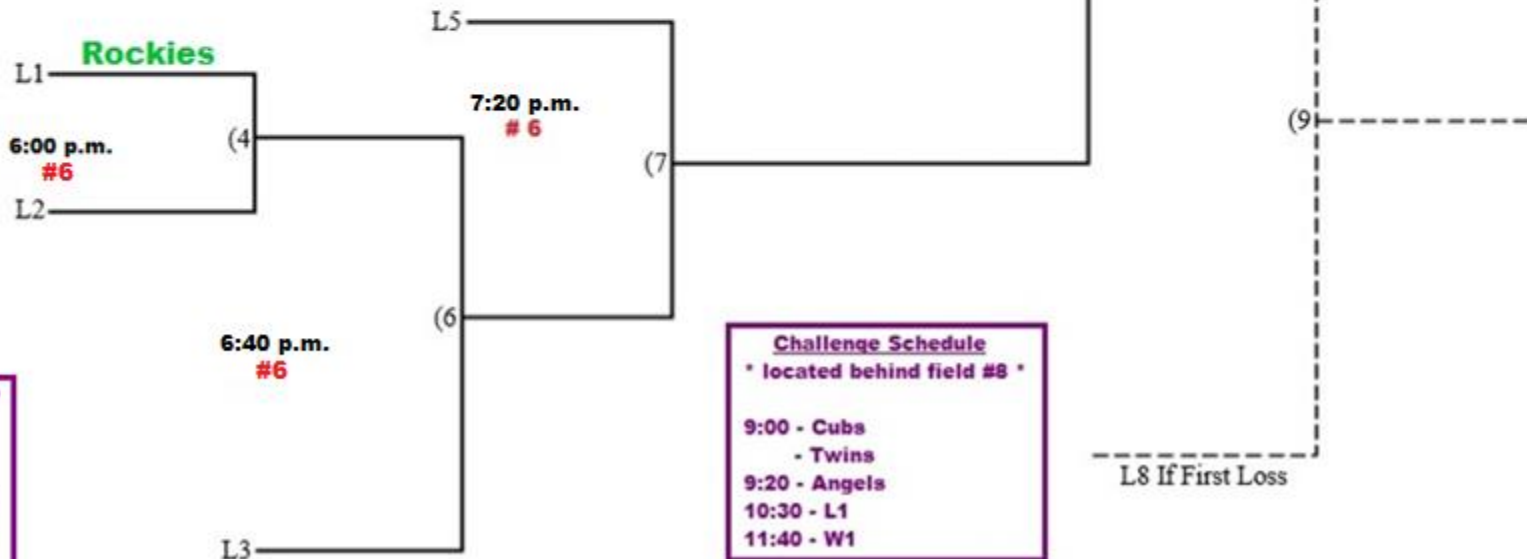 L5
Rockies
L1
7:20 p.m.
# 6
(9
6:00 p.m.
(4
#6
(7
L2
(6
6:40 p.m.
#6
Challenge Schedule
* located behind field #8 *
9:00 - Cubs
- Twins
9:20 - Angels
10:30 - L1
11:40 - W1
L8 If First Loss
L3